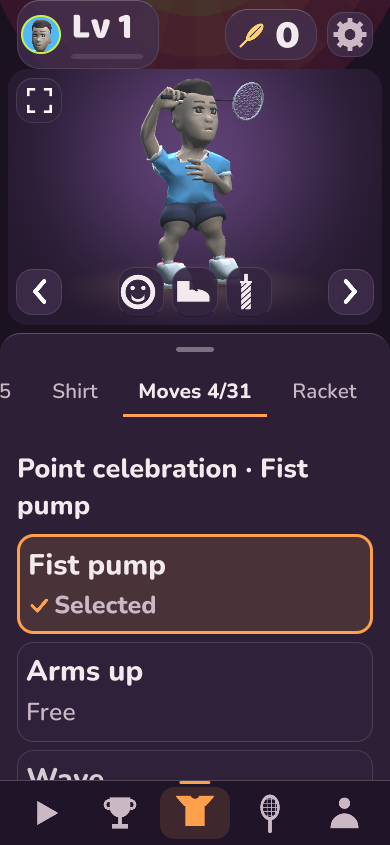 Lv 1
0
5
Shirt
Moves 4/31
Racket
Point celebration · Fist
pump
Fist pump
Selected
Arms up
Free
Wave